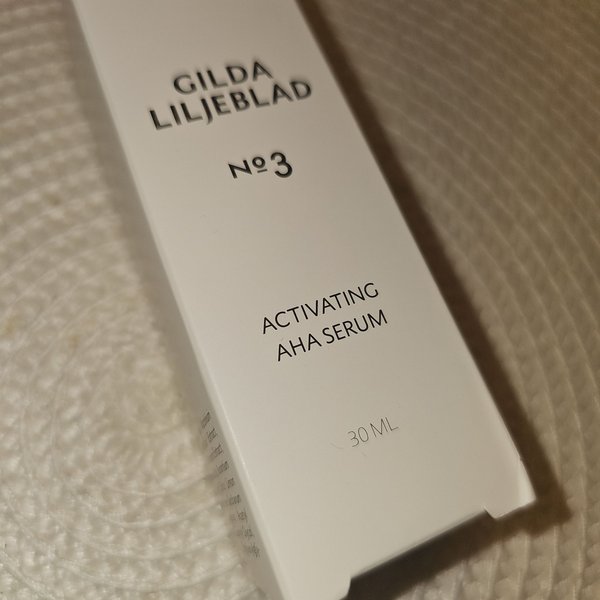 GILDA
LILJEBLAD
Nº3
ACTIVATING
AHA SERUM
30 ML